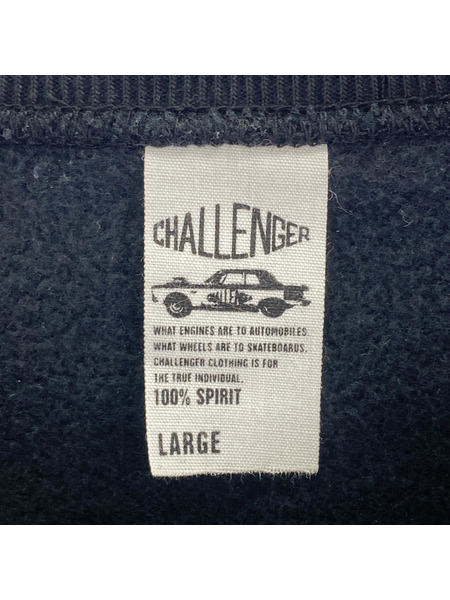 CHALLENGER
WHAT ENGINES ARE TO AUTOMOBILES
WHAT WHEELS ARE TO SKATEBOARDS.
CHALLENGER CLOTHING IS FOR
THE TRUE INDIVIDUAL.
100% SPIRIT
LARGE